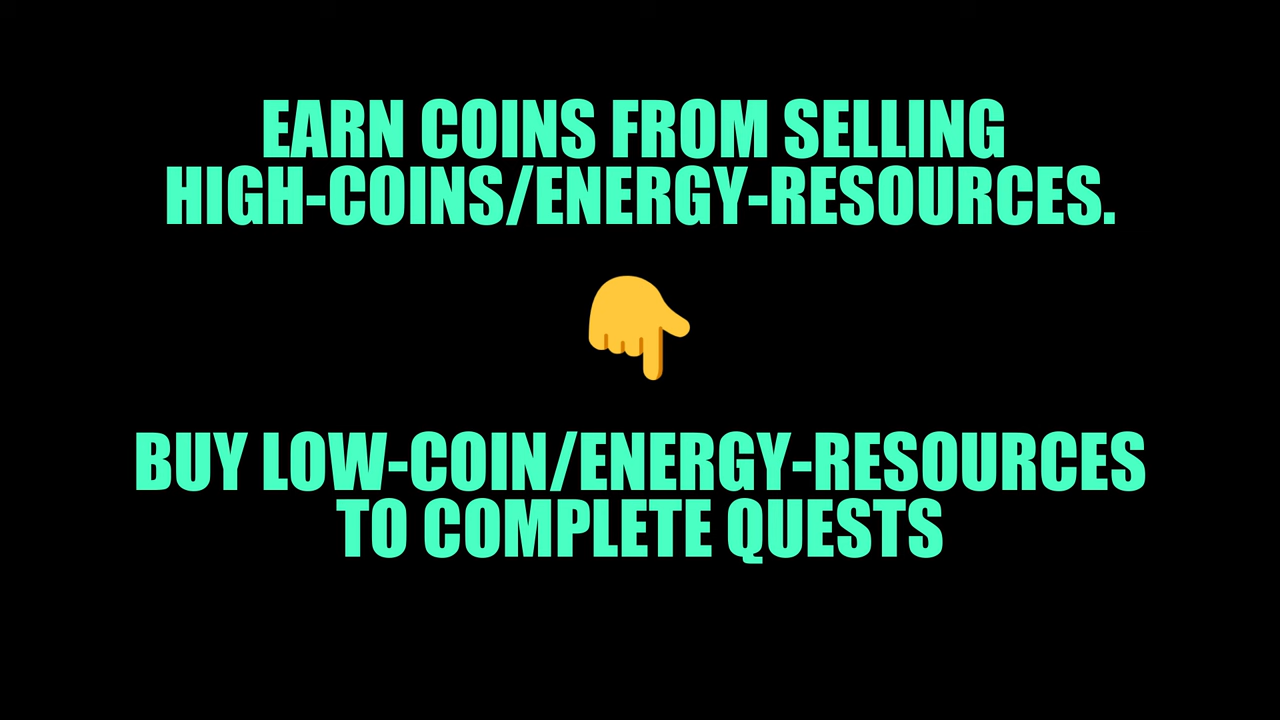 EARN COINS FROM SELLING
HIGH-COINS/ENERGY-RESOURCES.
BUY LOW-COIN/ENERGY-RESOURCES
TO COMPLETE QUESTS